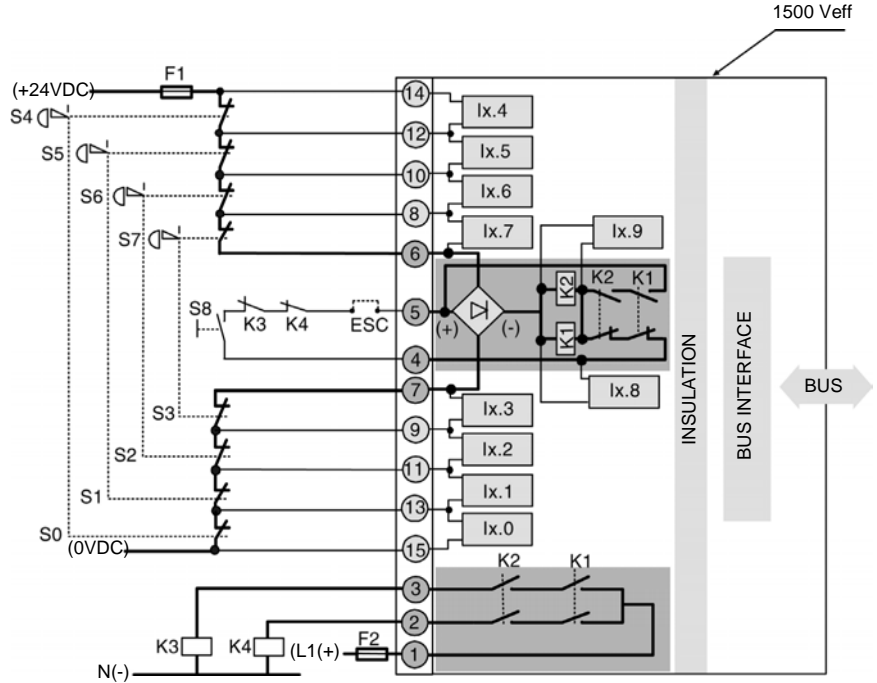 1500 Veff
F1
(+24VDC)
14
Ix.4
S4
12
Ix.5
S5
10
Ix.6
S6
8
Ix.7
S7
6
Ix.9
K2 K2 K1
S8 K3 K4 ESC 5 (+) (-)
K1
4
7
Ix.8
S3
Ix.3
9
S2
Ix.2
11
S1
Ix.1
13
S0
Ix.0
(0VDC)
15
INSULATION
BUS INTERFACE
BUS
K2 K1
3
2
K3 K4 (L1(+) F2 1
N(-)